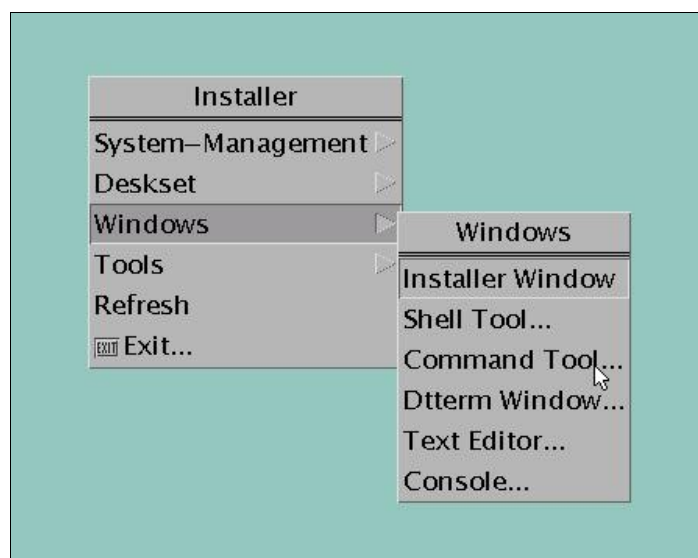 Installer
System–Management
Deskset
Windows
Tools
Refresh
EXIT Exit...
Windows
Installer Window
Shell Tool...
Command Tool...
Dtterm Window...
Text Editor...
Console...